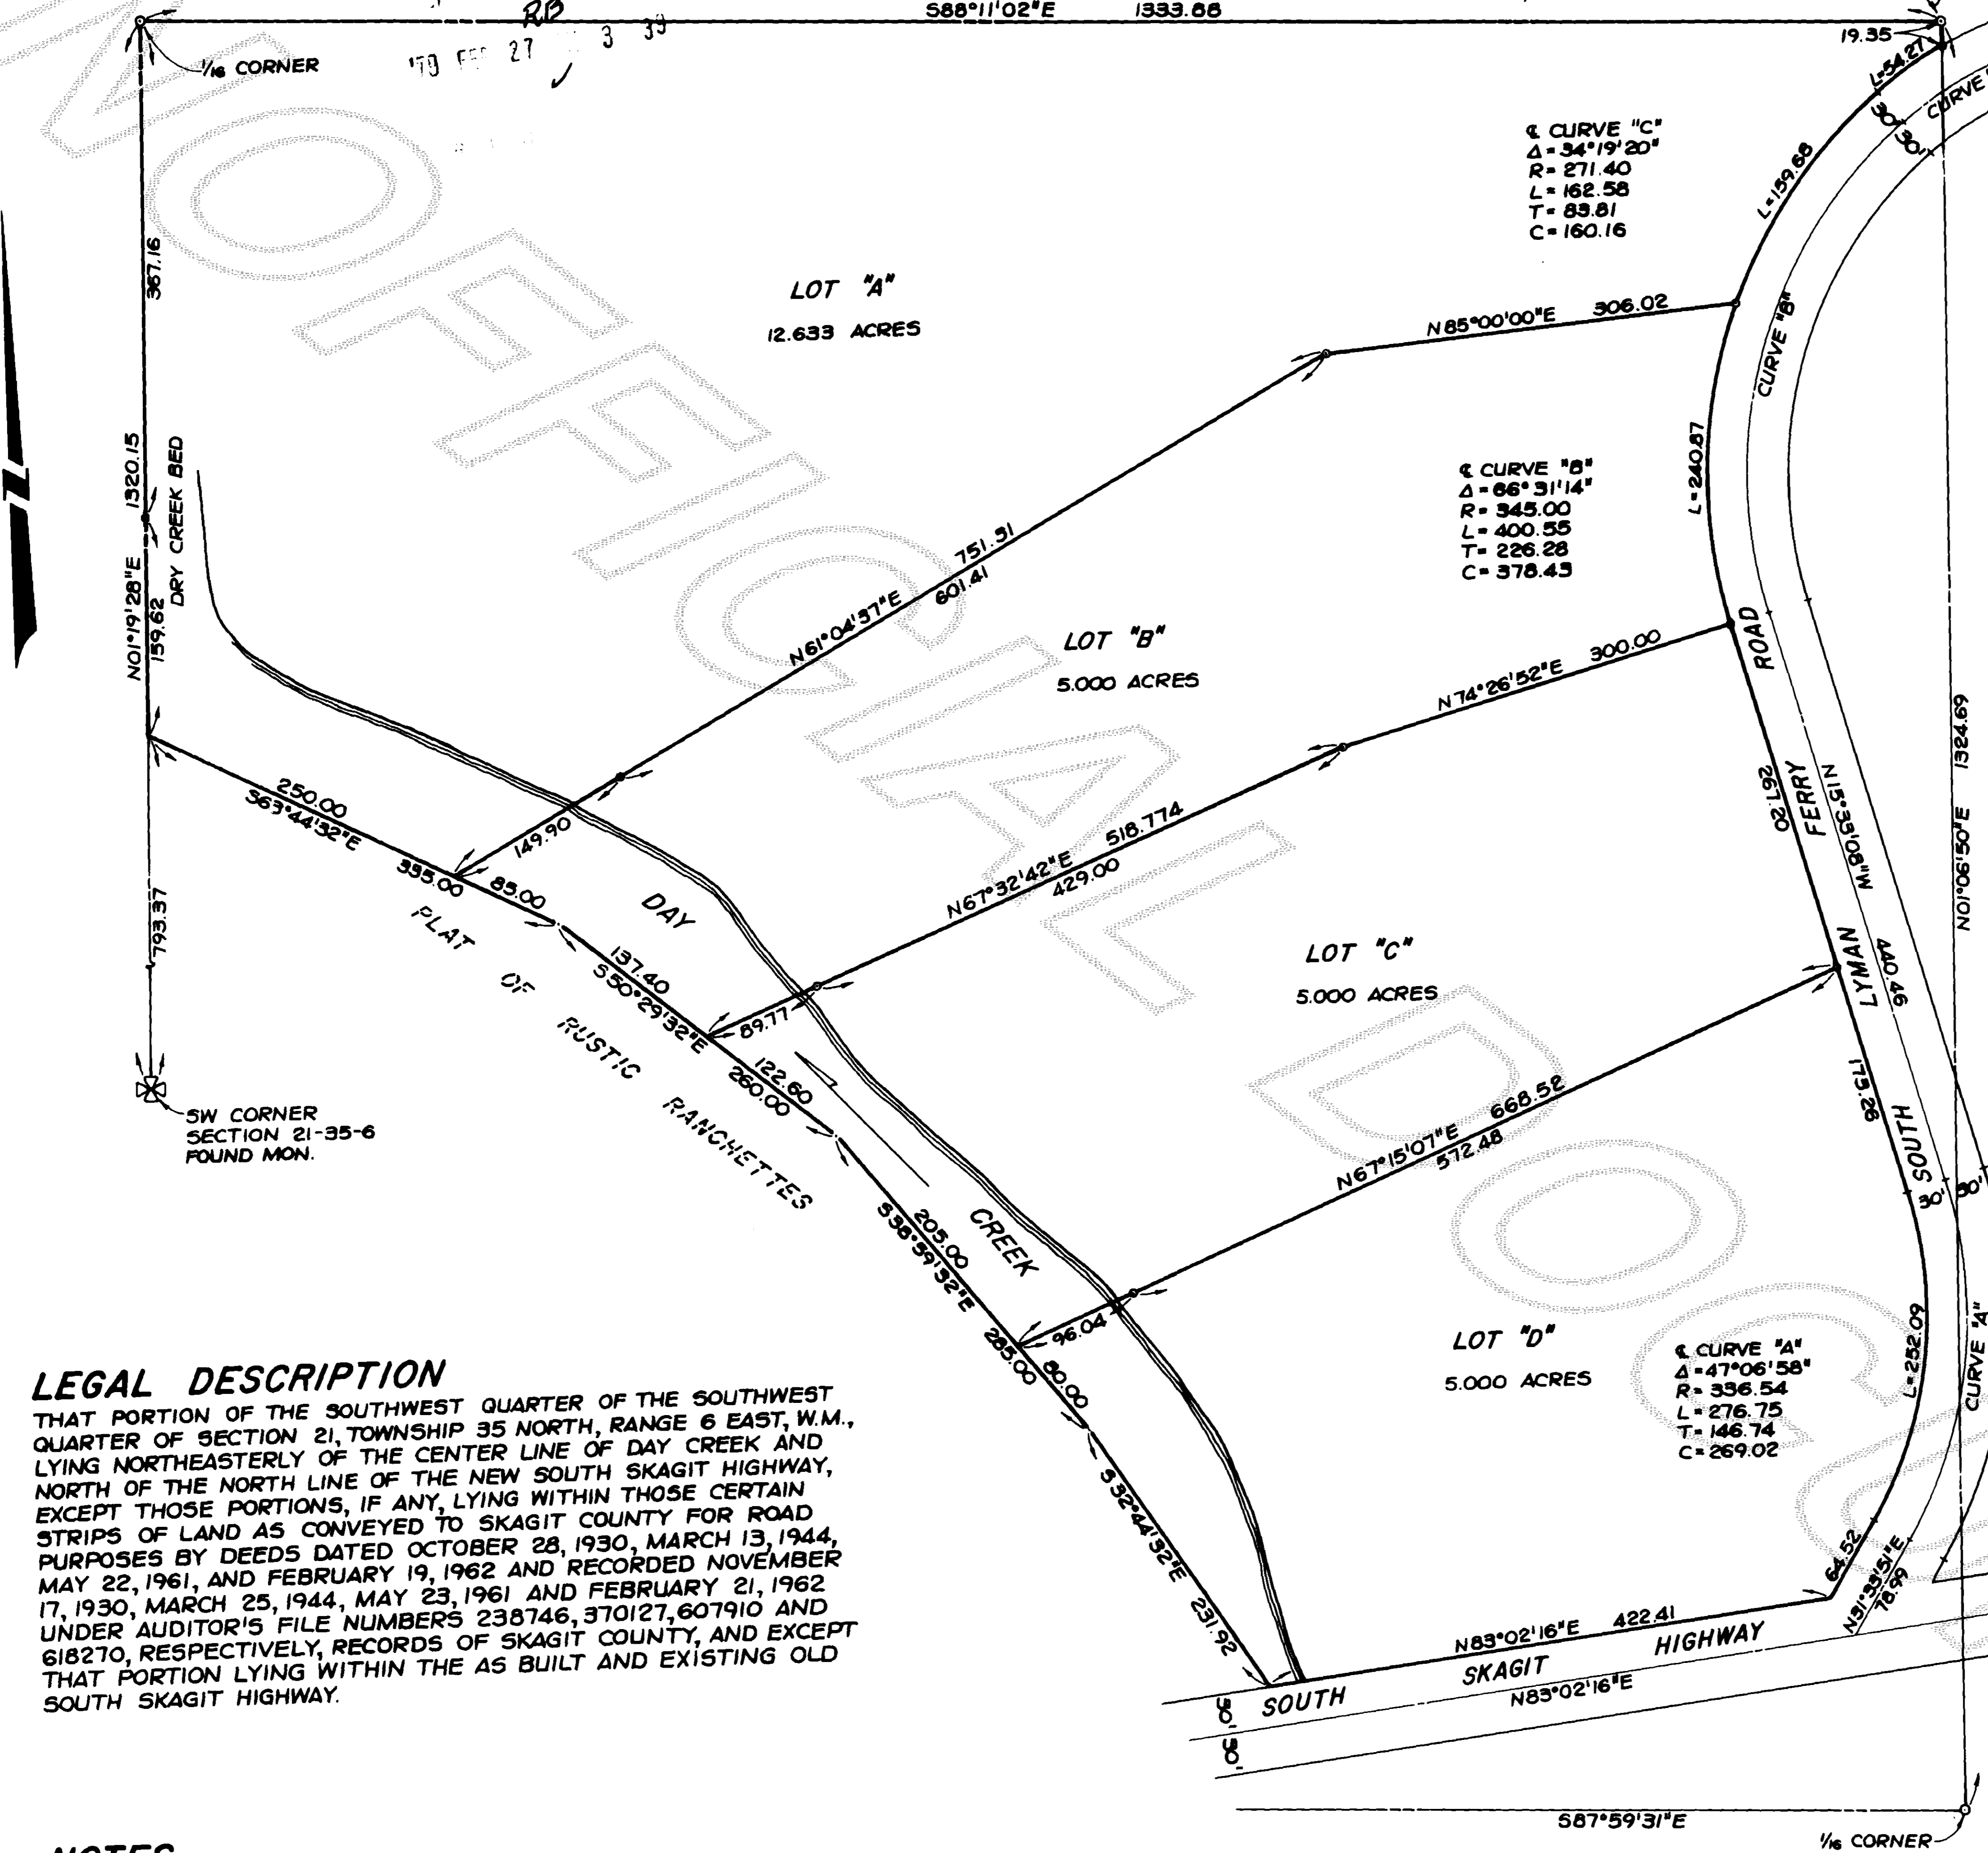 S88°11'02"E 1333.88
RB
'79 FEB 27 3 39
1/16 CORNER
19.35
L=54.27
CURVE
30' 30'
℄ CURVE "C"
Δ = 34°19'20"
R = 271.40
L = 162.58
T = 83.81
C = 160.16
L=159.68
367.16
LOT "A"
12.633 ACRES
N85°00'00"E 306.02
CURVE "B"
L=240.87
℄ CURVE "B"
Δ = 66°31'14"
R = 345.00
L = 400.55
T = 226.28
C = 378.43
N01°19'28"E 1320.15
159.62
DRY CREEK BED
N61°04'37"E 751.31
601.41
LOT "B"
5.000 ACRES
N74°26'52"E 300.00
SOUTH LYMAN FERRY ROAD
267.02
N15°33'08"W 440.46
N01°06'50"E 1324.69
250.00
S63°44'32"E 335.00
149.90
85.00
793.37
PLAT OF RUSTIC RANCHETTES
DAY CREEK
N67°32'42"E 518.774
429.00
137.40
S50°29'32"E 260.00
89.77
122.60
LOT "C"
5.000 ACRES
173.26
SW CORNER
SECTION 21-35-6
FOUND MON.
N67°15'07"E 668.52
572.48
30' 30'
205.00
S38°59'32"E 285.00
96.04
80.00
LOT "D"
5.000 ACRES
℄ CURVE "A"
Δ = 47°06'58"
R = 336.54
L = 276.75
T = 146.74
C = 269.02
L=252.09
CURVE "A"
S32°44'32"E 231.92
64.52
N31°33'51"E
78.99
N83°02'16"E 422.41
SOUTH SKAGIT HIGHWAY
N83°02'16"E
50' 50'
S87°59'31"E
1/16 CORNER
LEGAL DESCRIPTION
THAT PORTION OF THE SOUTHWEST QUARTER OF THE SOUTHWEST
QUARTER OF SECTION 21, TOWNSHIP 35 NORTH, RANGE 6 EAST, W.M.,
LYING NORTHEASTERLY OF THE CENTER LINE OF DAY CREEK AND
NORTH OF THE NORTH LINE OF THE NEW SOUTH SKAGIT HIGHWAY,
EXCEPT THOSE PORTIONS, IF ANY, LYING WITHIN THOSE CERTAIN
STRIPS OF LAND AS CONVEYED TO SKAGIT COUNTY FOR ROAD
PURPOSES BY DEEDS DATED OCTOBER 28, 1930, MARCH 13, 1944,
MAY 22, 1961, AND FEBRUARY 19, 1962 AND RECORDED NOVEMBER
17, 1930, MARCH 25, 1944, MAY 23, 1961 AND FEBRUARY 21, 1962
UNDER AUDITOR'S FILE NUMBERS 238746, 370127, 607910 AND
618270, RESPECTIVELY, RECORDS OF SKAGIT COUNTY, AND EXCEPT
THAT PORTION LYING WITHIN THE AS BUILT AND EXISTING OLD
SOUTH SKAGIT HIGHWAY.
NOTES